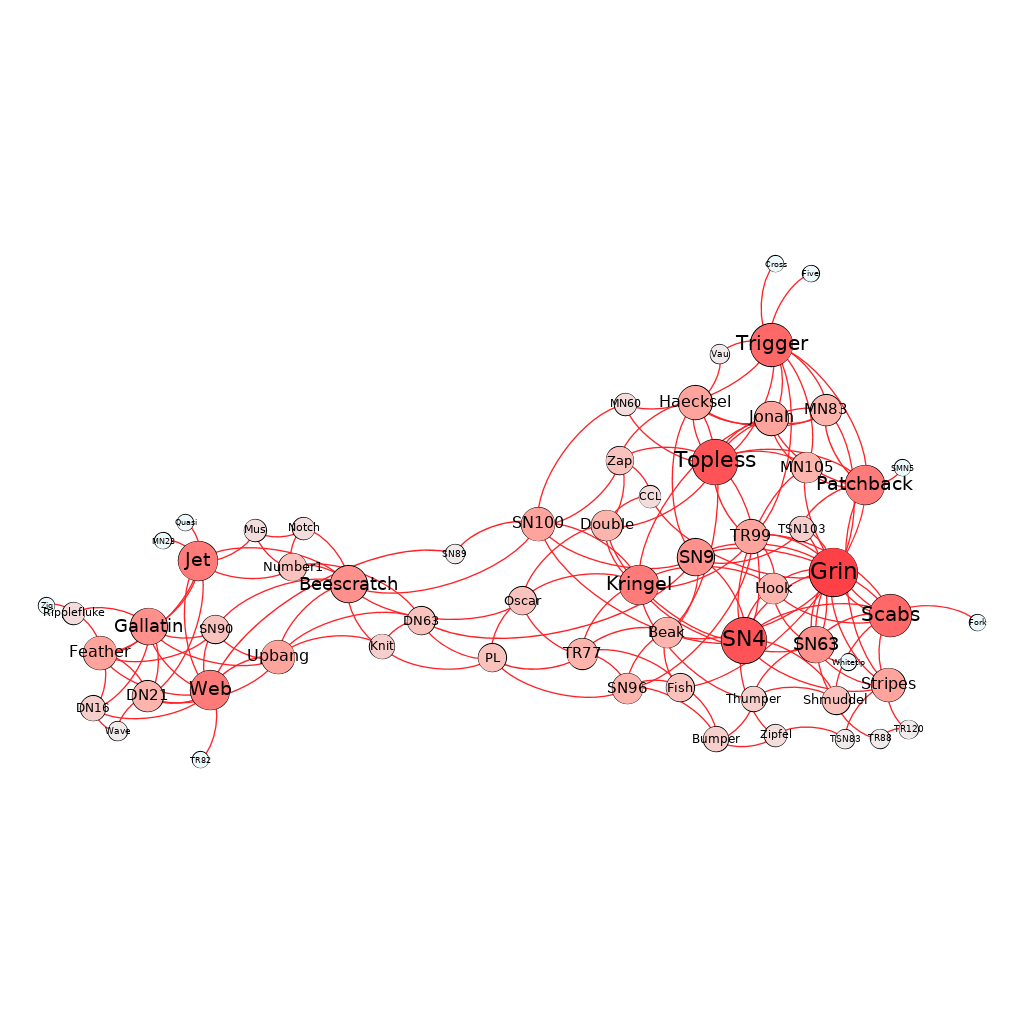 Cross
Five
Trigger
Vau
Haecksel
MN60
Jonah
MN83
Zap
Topless
MN105
SMN5
Patchback
CCL
SN100
Double
TR99
TSN103
Quasi
MN23
Mus
Notch
SN89
Jet
Number1
Beescratch
SN9
Kringel
Grin
Hook
Zig
Ripplefluke
Oscar
Scabs
Fork
Gallatin
SN90
DN63
Beak
SN4
SN63
Feather
Upbang
Knit
PL
TR77
Whitetip
DN21
Web
SN96
Fish
Stripes
DN16
Thumper
Shmuddel
Wave
Bumper
Zipfel
TSN83
TR88
TR120
TR82